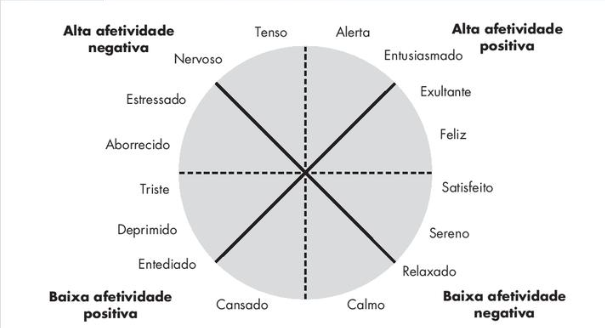 Alta afetividade
negativa
Tenso
Alerta
Alta afetividade
positiva
Nervoso
Entusiasmado
Estressado
Exultante
Aborrecido
Feliz
Triste
Satisfeito
Deprimido
Sereno
Entediado
Relaxado
Baixa afetividade
positiva
Cansado
Calmo
Baixa afetividade
negativa